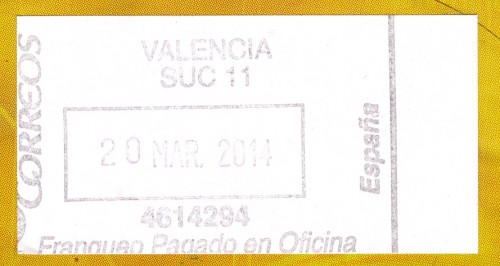 CORREOS
VALENCIA
SUC 11
20 MAR. 2014
4614294
Franqueo Pagado en Oficina
España